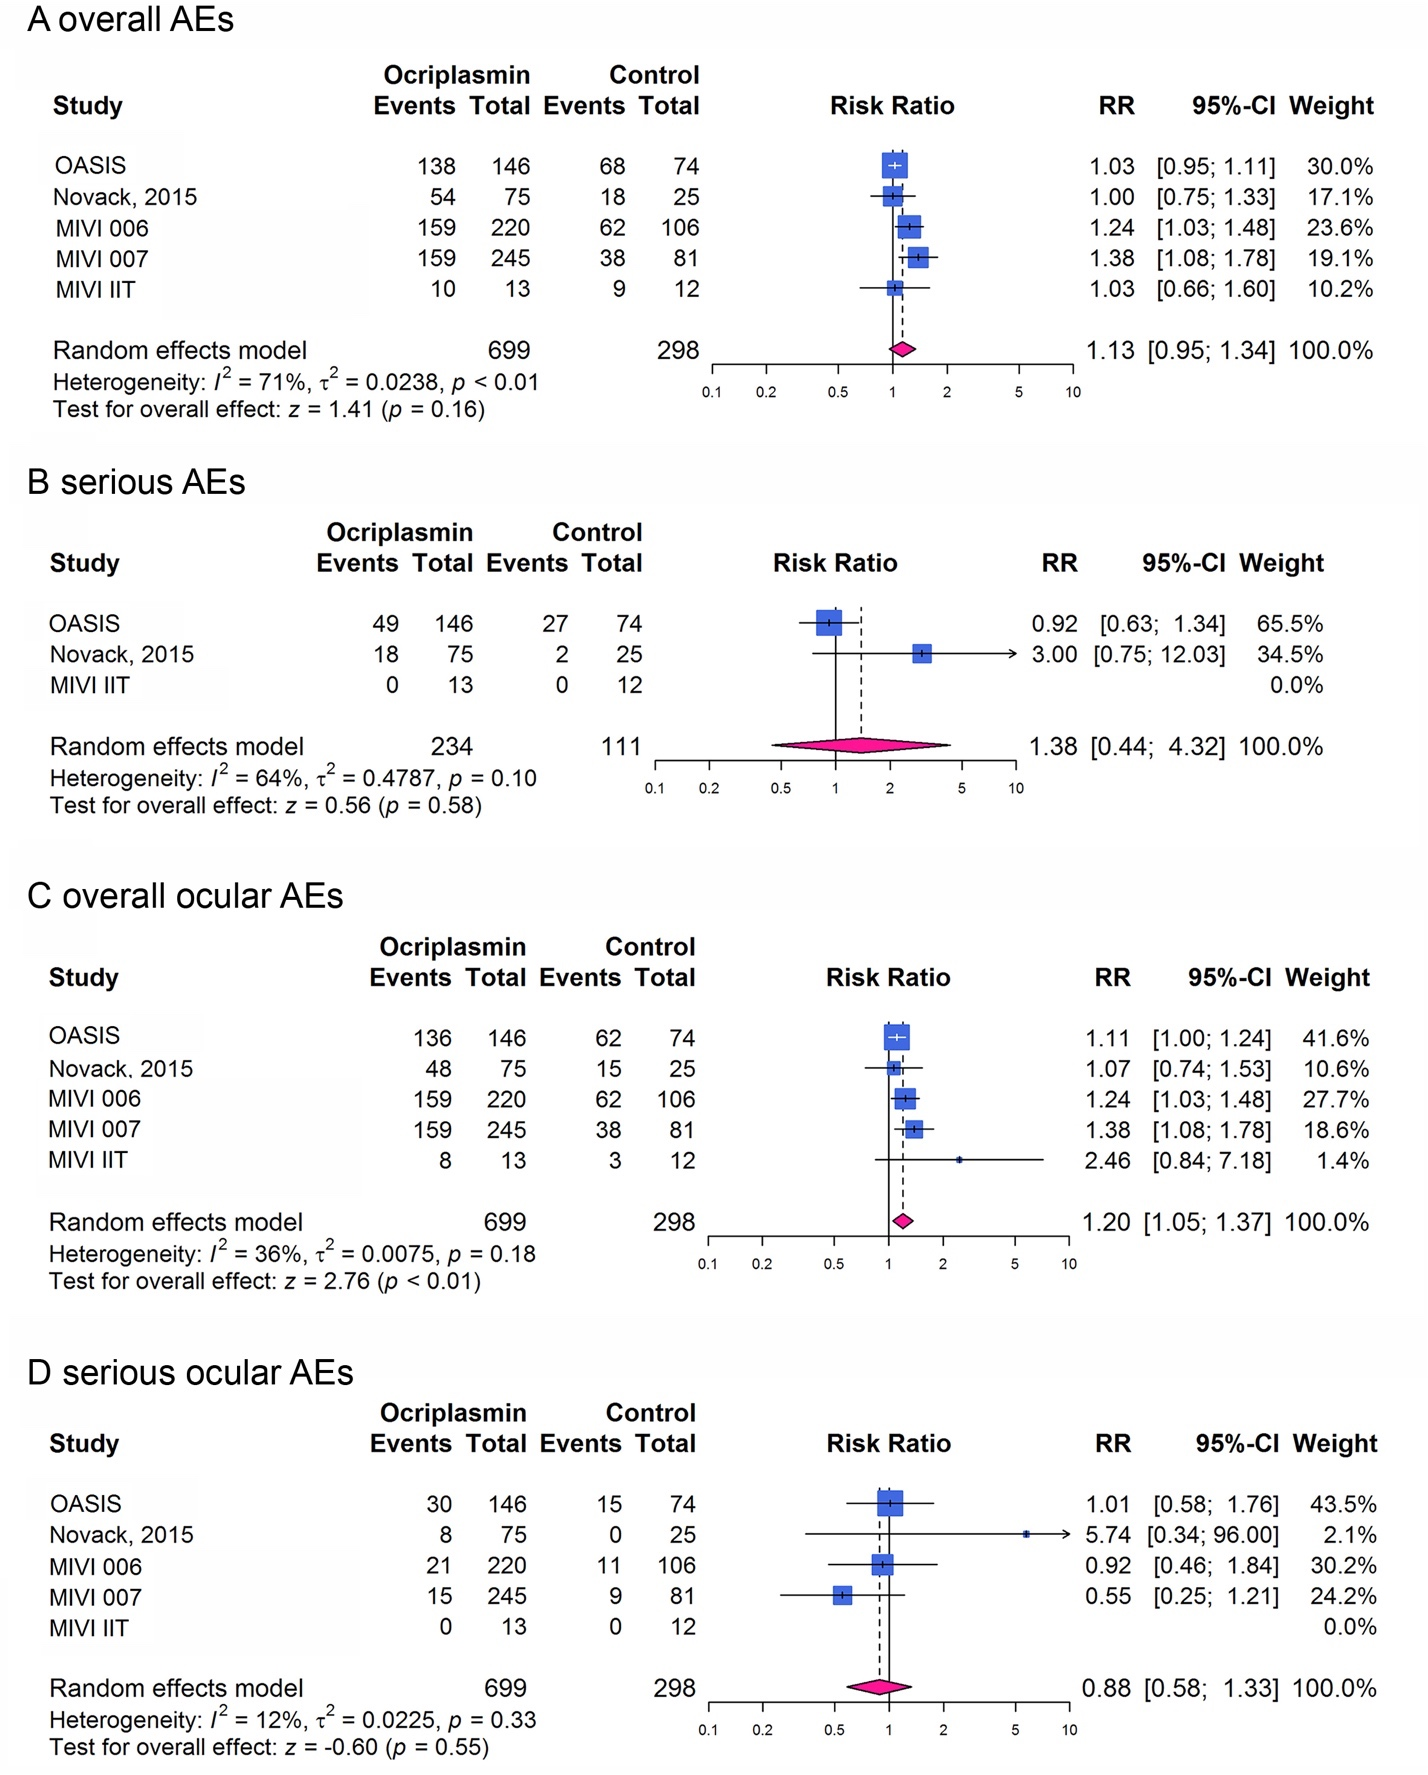 A overall AEs
Ocriplasmin Control
Study Events Total Events Total Risk Ratio RR 95%-CI Weight
OASIS 138 146 68 74 1.03 [0.95; 1.11] 30.0%
Novack, 2015 54 75 18 25 1.00 [0.75; 1.33] 17.1%
MIVI 006 159 220 62 106 1.24 [1.03; 1.48] 23.6%
MIVI 007 159 245 38 81 1.38 [1.08; 1.78] 19.1%
MIVI IIT 10 13 9 12 1.03 [0.66; 1.60] 10.2%
Random effects model 699 298 1.13 [0.95; 1.34] 100.0%
Heterogeneity: I² = 71%, τ² = 0.0238, p < 0.01
0.1 0.2 0.5 1 2 5 10
Test for overall effect: z = 1.41 (p = 0.16)
B serious AEs
Ocriplasmin Control
Study Events Total Events Total Risk Ratio RR 95%-CI Weight
OASIS 49 146 27 74 0.92 [0.63; 1.34] 65.5%
Novack, 2015 18 75 2 25 3.00 [0.75; 12.03] 34.5%
MIVI IIT 0 13 0 12 0.0%
Random effects model 234 111 1.38 [0.44; 4.32] 100.0%
Heterogeneity: I² = 64%, τ² = 0.4787, p = 0.10
0.1 0.2 0.5 1 2 5 10
Test for overall effect: z = 0.56 (p = 0.58)
C overall ocular AEs
Ocriplasmin Control
Study Events Total Events Total Risk Ratio RR 95%-CI Weight
OASIS 136 146 62 74 1.11 [1.00; 1.24] 41.6%
Novack, 2015 48 75 15 25 1.07 [0.74; 1.53] 10.6%
MIVI 006 159 220 62 106 1.24 [1.03; 1.48] 27.7%
MIVI 007 159 245 38 81 1.38 [1.08; 1.78] 18.6%
MIVI IIT 8 13 3 12 2.46 [0.84; 7.18] 1.4%
Random effects model 699 298 1.20 [1.05; 1.37] 100.0%
Heterogeneity: I² = 36%, τ² = 0.0075, p = 0.18
0.1 0.2 0.5 1 2 5 10
Test for overall effect: z = 2.76 (p < 0.01)
D serious ocular AEs
Ocriplasmin Control
Study Events Total Events Total Risk Ratio RR 95%-CI Weight
OASIS 30 146 15 74 1.01 [0.58; 1.76] 43.5%
Novack, 2015 8 75 0 25 5.74 [0.34; 96.00] 2.1%
MIVI 006 21 220 11 106 0.92 [0.46; 1.84] 30.2%
MIVI 007 15 245 9 81 0.55 [0.25; 1.21] 24.2%
MIVI IIT 0 13 0 12 0.0%
Random effects model 699 298 0.88 [0.58; 1.33] 100.0%
Heterogeneity: I² = 12%, τ² = 0.0225, p = 0.33
0.1 0.2 0.5 1 2 5 10
Test for overall effect: z = -0.60 (p = 0.55)